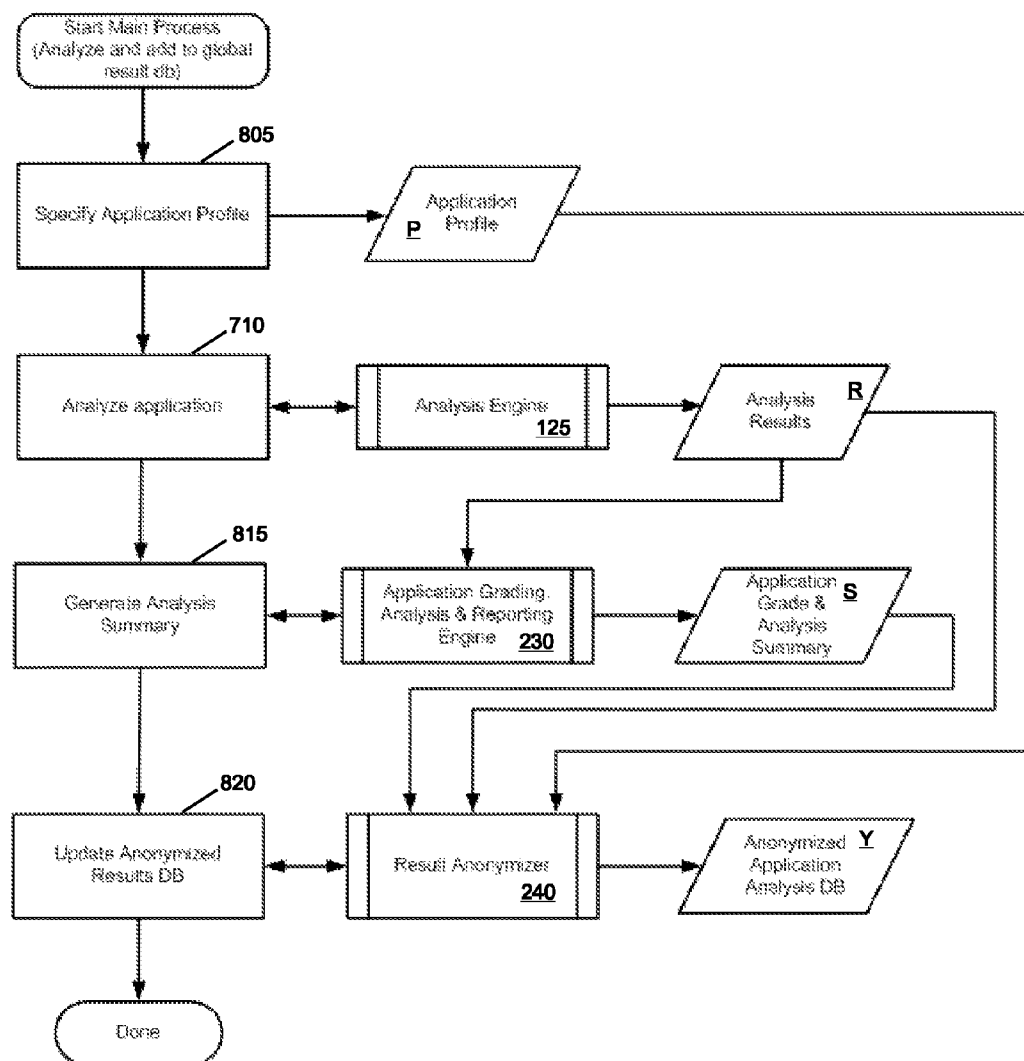 Start Main Process
(Analyze and add to global
result db)
805
Specify Application Profile
Application
Profile
P
710
Analyze application
Analysis Engine
125
Analysis
Results
R
815
Generate Analysis
Summary
Application Grading,
Analysis & Reporting
Engine
230
Application
Grade &
Analysis
Summary
S
820
Update Anonymized
Results DB
Result Anonymizer
240
Anonymized
Application
Analysis DB
Y
Done